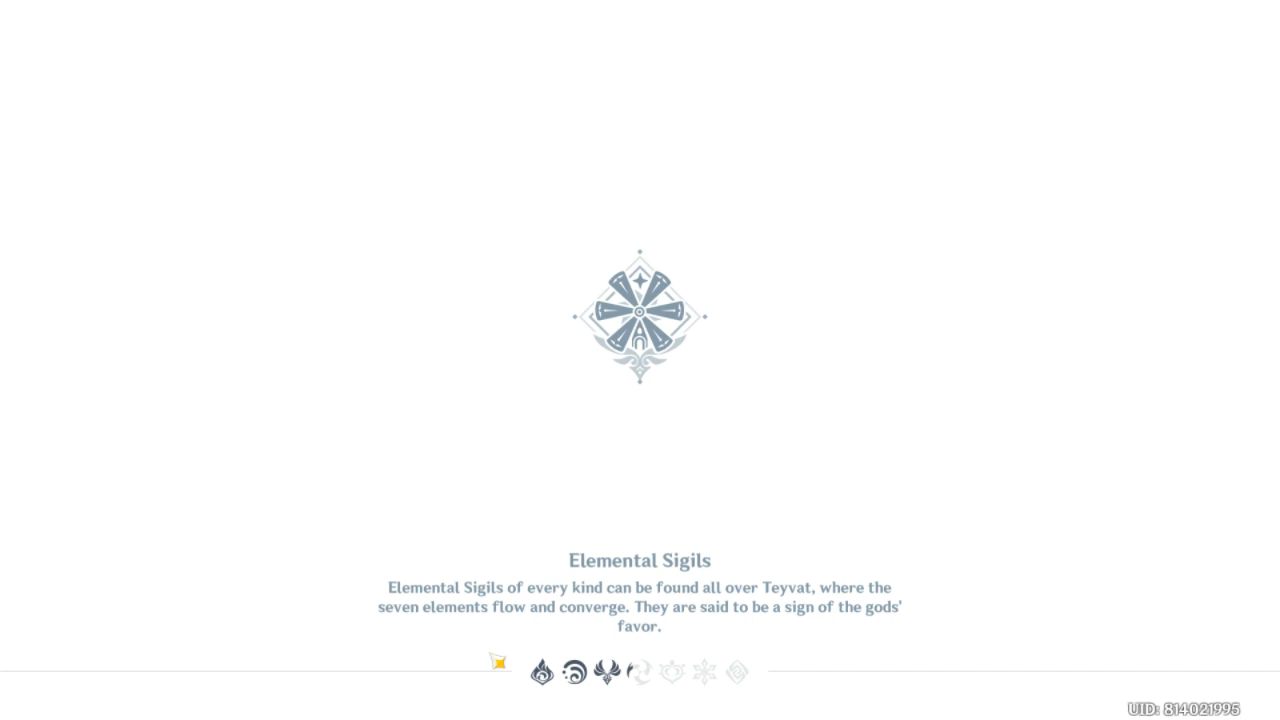 Elemental Sigils
Elemental Sigils of every kind can be found all over Teyvat, where the
seven elements flow and converge. They are said to be a sign of the gods'
favor.
UID: 814021995